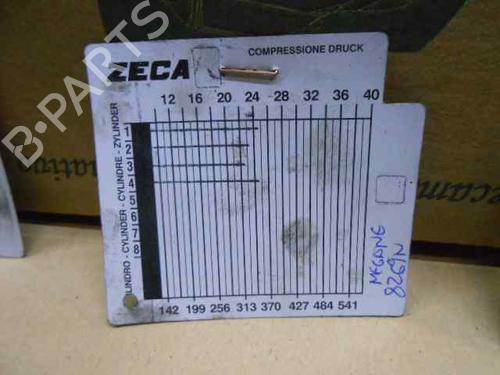 ZECA
COMPRESSIONE DRUCK
12 16 20 24 28 32 36 40
CILINDRO - CYLINDER - CYLINDRE - ZYLINDER
1
2
3
4
5
6
7
8
142 199 256 313 370 427 484 541
MEGANE
8269N
B-PARTS